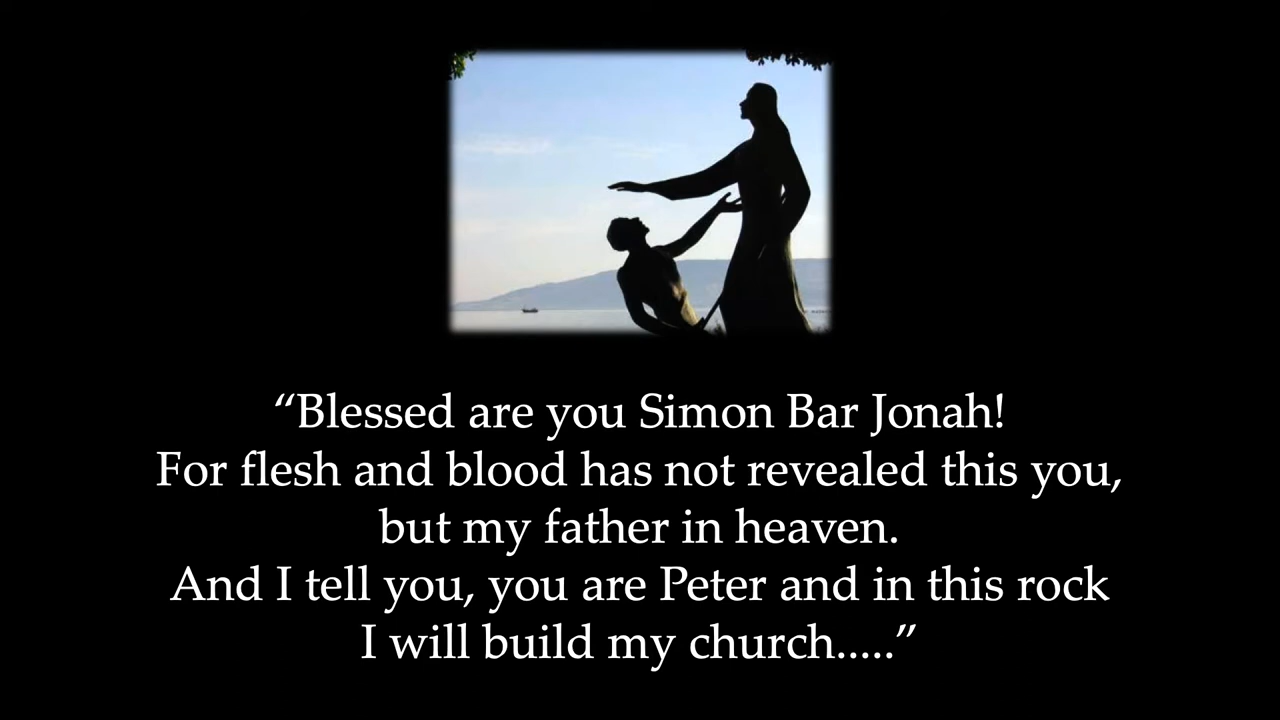 “Blessed are you Simon Bar Jonah!
For flesh and blood has not revealed this you,
but my father in heaven.
And I tell you, you are Peter and in this rock
I will build my church.....”